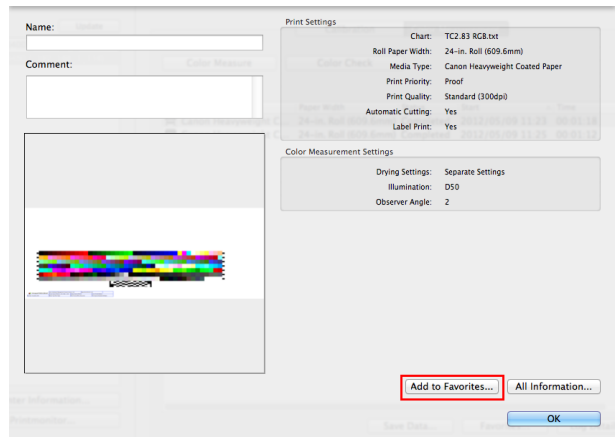 Name:
Comment:
Print Settings
Chart: TC2.83 RGB.txt
Roll Paper Width: 24-in. Roll (609.6mm)
Media Type: Canon Heavyweight Coated Paper
Print Priority: Proof
Print Quality: Standard (300dpi)
Automatic Cutting: Yes
Label Print: Yes
Color Measurement Settings
Drying Settings: Separate Settings
Illumination: D50
Observer Angle: 2
Add to Favorites...
All Information...
OK